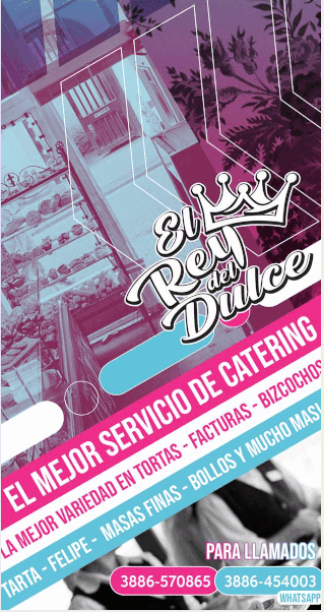 El
Rey
del
Dulce
EL MEJOR SERVICIO DE CATERING
LA MEJOR VARIEDAD EN TORTAS - FACTURAS - BIZCOCHOS
TARTA - FELIPE - MASAS FINAS - BOLLOS Y MUCHO MAS!
PARA LLAMADOS
3886-570865
3886-454003
WHATSAPP